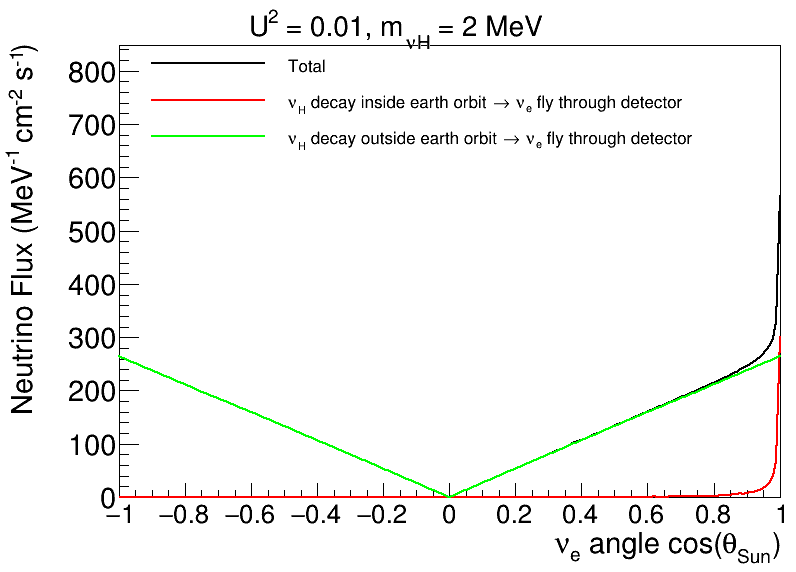 U² = 0.01, m_νH = 2 MeV
Neutrino Flux (MeV⁻¹ cm⁻² s⁻¹)
Total
ν_H decay inside earth orbit → ν_e fly through detector
ν_H decay outside earth orbit → ν_e fly through detector
800
700
600
500
400
300
200
100
0
−1 −0.8 −0.6 −0.4 −0.2 0 0.2 0.4 0.6 0.8 1
ν_e angle cos(θ_Sun)